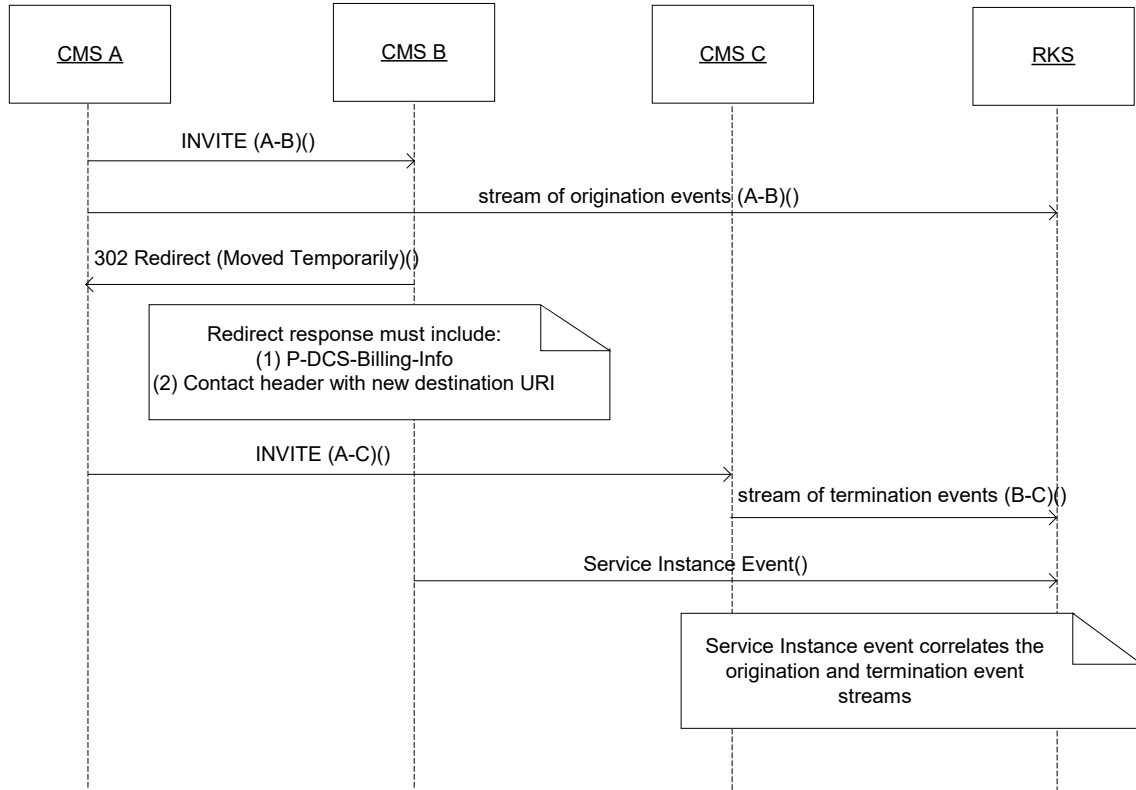 CMS A
CMS B
CMS C
RKS
INVITE (A-B)()
stream of origination events (A-B)()
302 Redirect (Moved Temporarily)()
Redirect response must include:
(1) P-DCS-Billing-Info
(2) Contact header with new destination URI
INVITE (A-C)()
stream of termination events (B-C)()
Service Instance Event()
Service Instance event correlates the
origination and termination event
streams